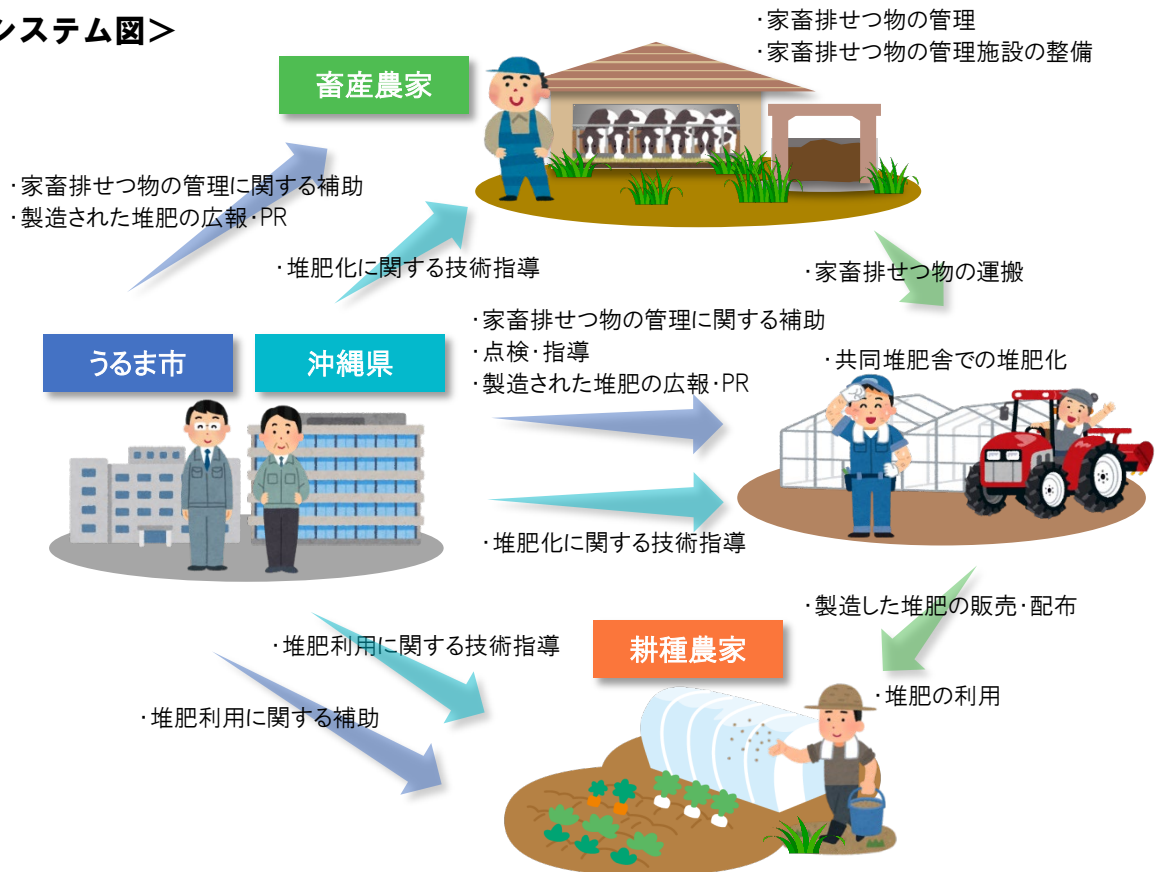 システム図＞
・家畜排せつ物の管理
・家畜排せつ物の管理施設の整備
畜産農家
・家畜排せつ物の管理に関する補助
・製造された堆肥の広報・PR
・堆肥化に関する技術指導
・家畜排せつ物の運搬
うるま市
沖縄県
・家畜排せつ物の管理に関する補助
・点検・指導
・製造された堆肥の広報・PR
・共同堆肥舎での堆肥化
・堆肥化に関する技術指導
・製造した堆肥の販売・配布
・堆肥利用に関する技術指導
耕種農家
・堆肥の利用
・堆肥利用に関する補助